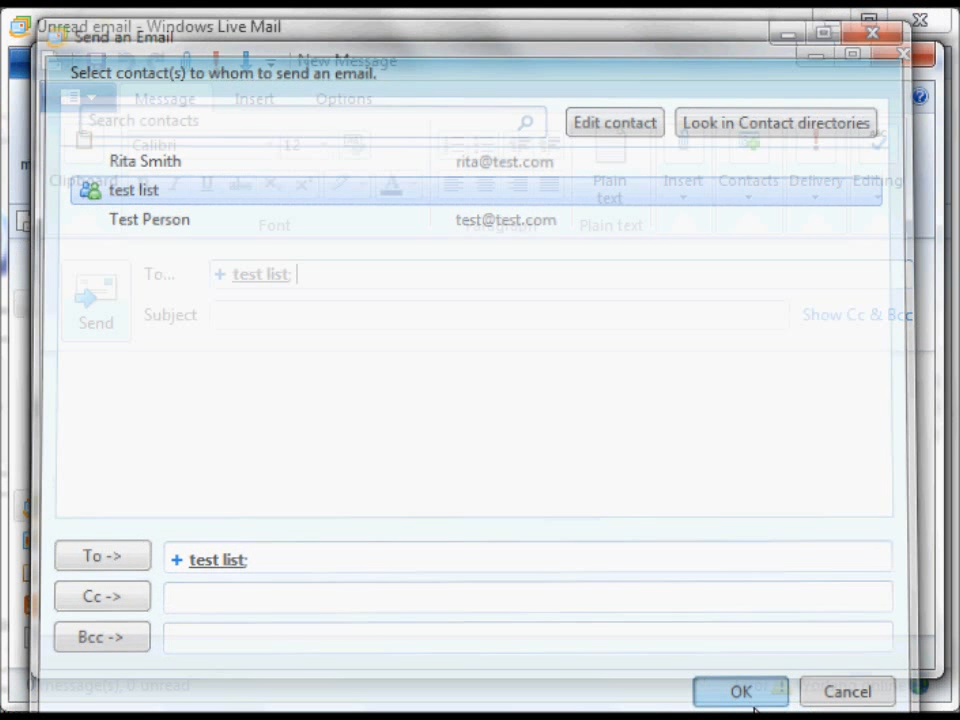 Unread email - Windows Live Mail
Send an Email
New Message
Select contact(s) to whom to send an email.
Message Insert Options
Search contacts
Edit contact
Look in Contact directories
Calibri 12
Rita Smith rita@test.com
Clipboard
Plain text
Insert
Contacts
Delivery
Editing
test list
Test Person test@test.com
Font
Plain text
To... + test list;
Send
Subject
Show Cc & Bcc
To -> + test list;
Cc ->
Bcc ->
0 message(s), 0 unread
OK
Cancel